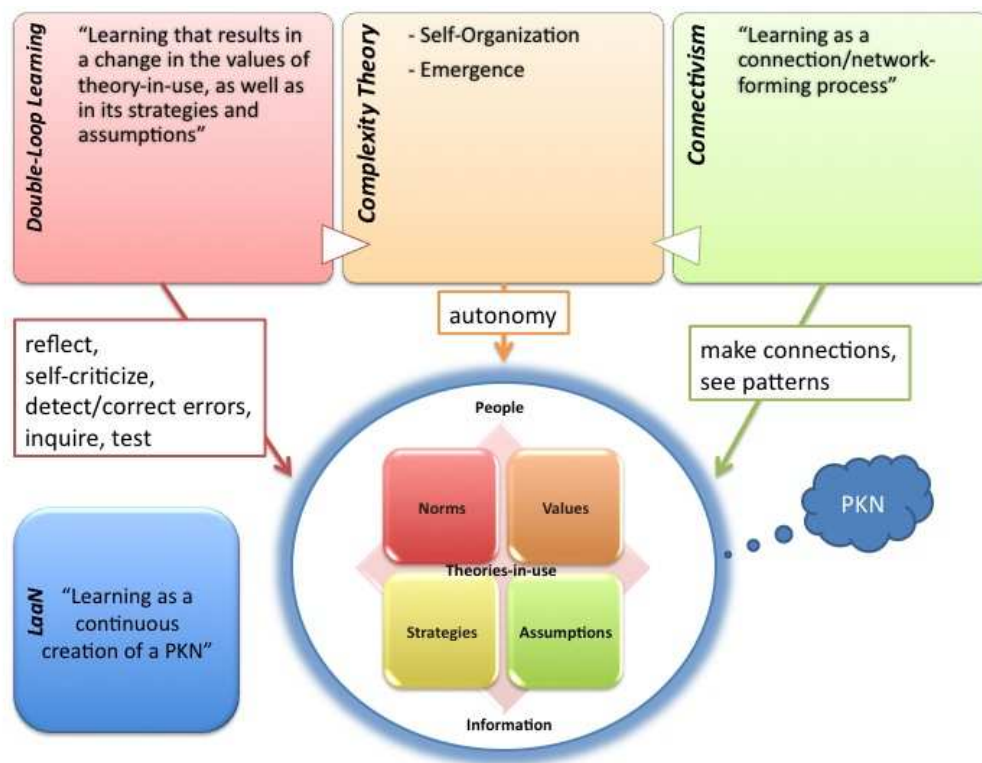 Double-Loop Learning
“Learning that results in
a change in the values of
theory-in-use, as well as
in its strategies and
assumptions”
Complexity Theory
- Self-Organization
- Emergence
Connectivism
“Learning as a
connection/network-
forming process”
reflect,
self-criticize,
detect/correct errors,
inquire, test
autonomy
make connections,
see patterns
People
Norms
Values
Theories-in-use
Strategies
Assumptions
Information
PKN
LaaN
“Learning as a
continuous
creation of a PKN”